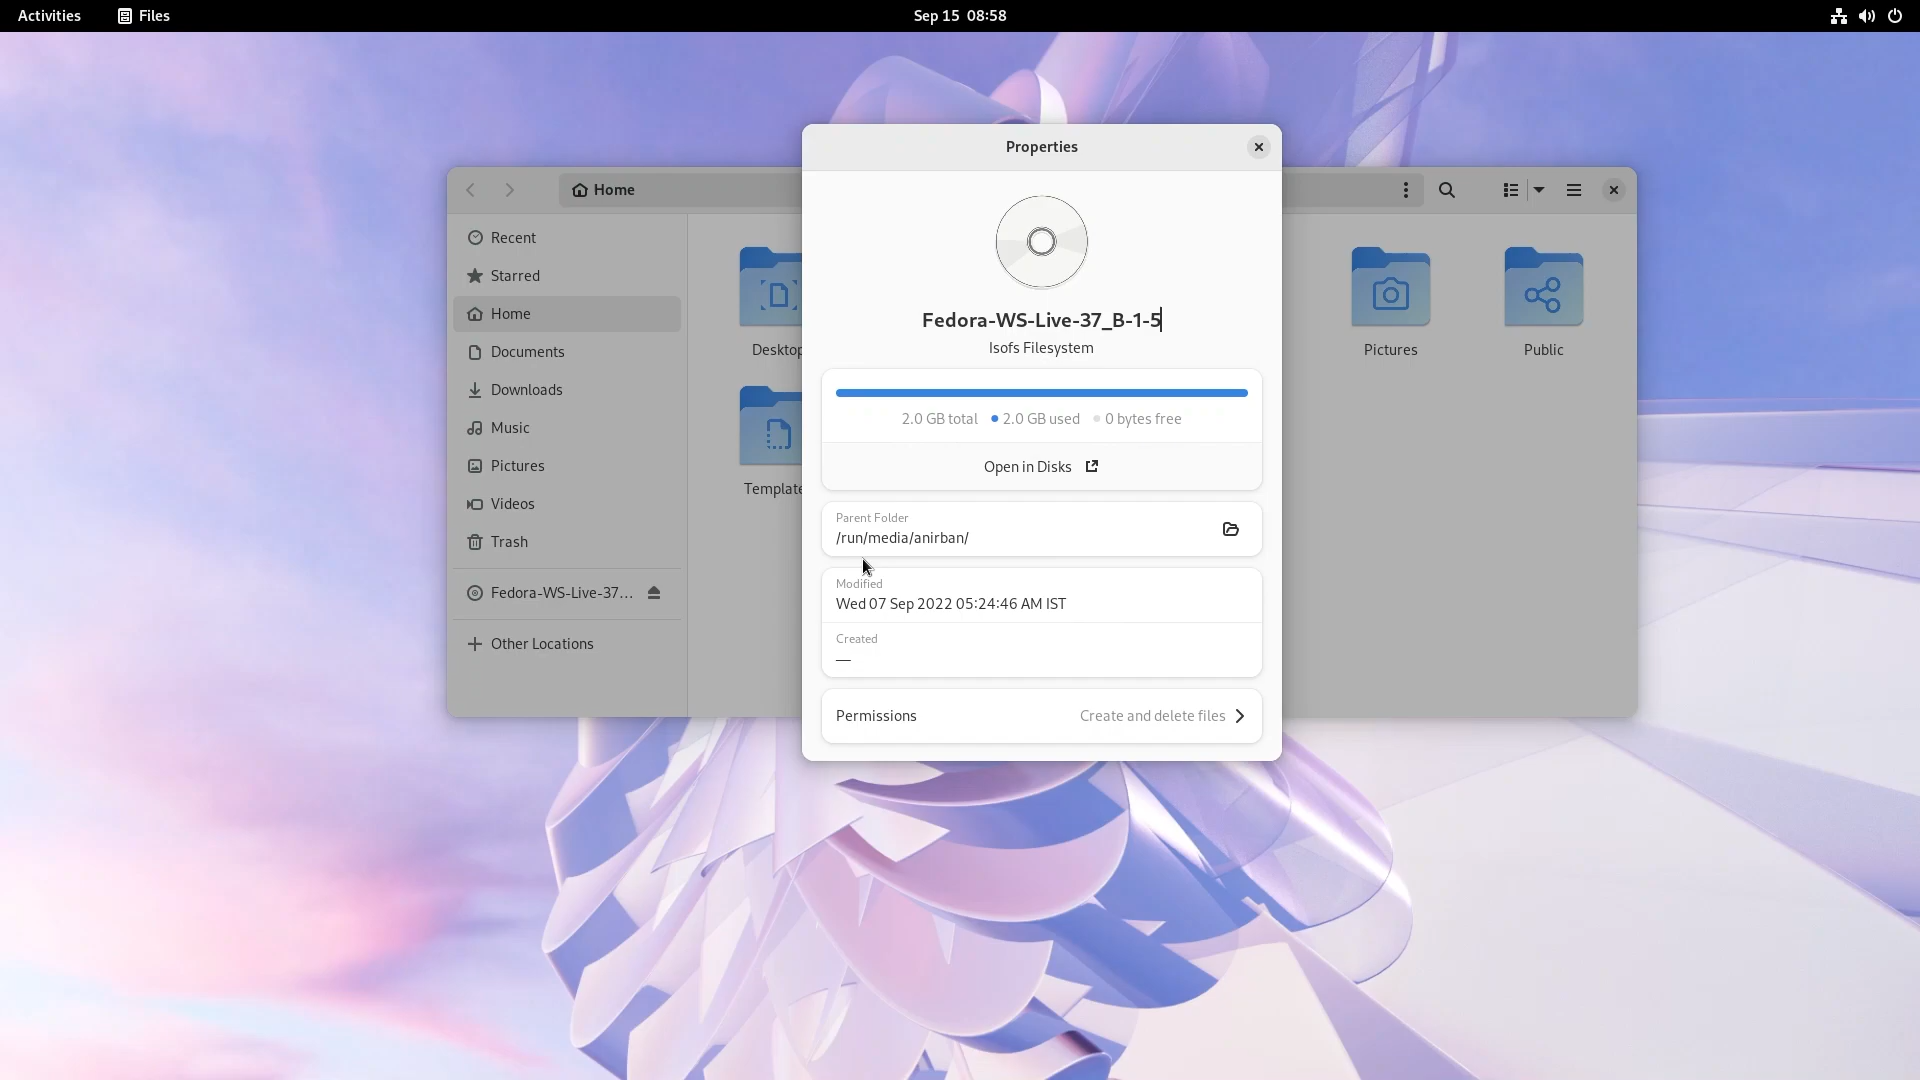 Activities Files Sep 15 08:58
Properties
Home
Recent
Starred
Home
Documents
Downloads
Music
Pictures
Videos
Trash
Fedora-WS-Live-37...
Other Locations
Desktop
Template
Pictures
Public
Fedora-WS-Live-37_B-1-5
Isofs Filesystem
2.0 GB total 2.0 GB used 0 bytes free
Open in Disks
Parent Folder
/run/media/anirban/
Modified
Wed 07 Sep 2022 05:24:46 AM IST
Created
—
Permissions Create and delete files